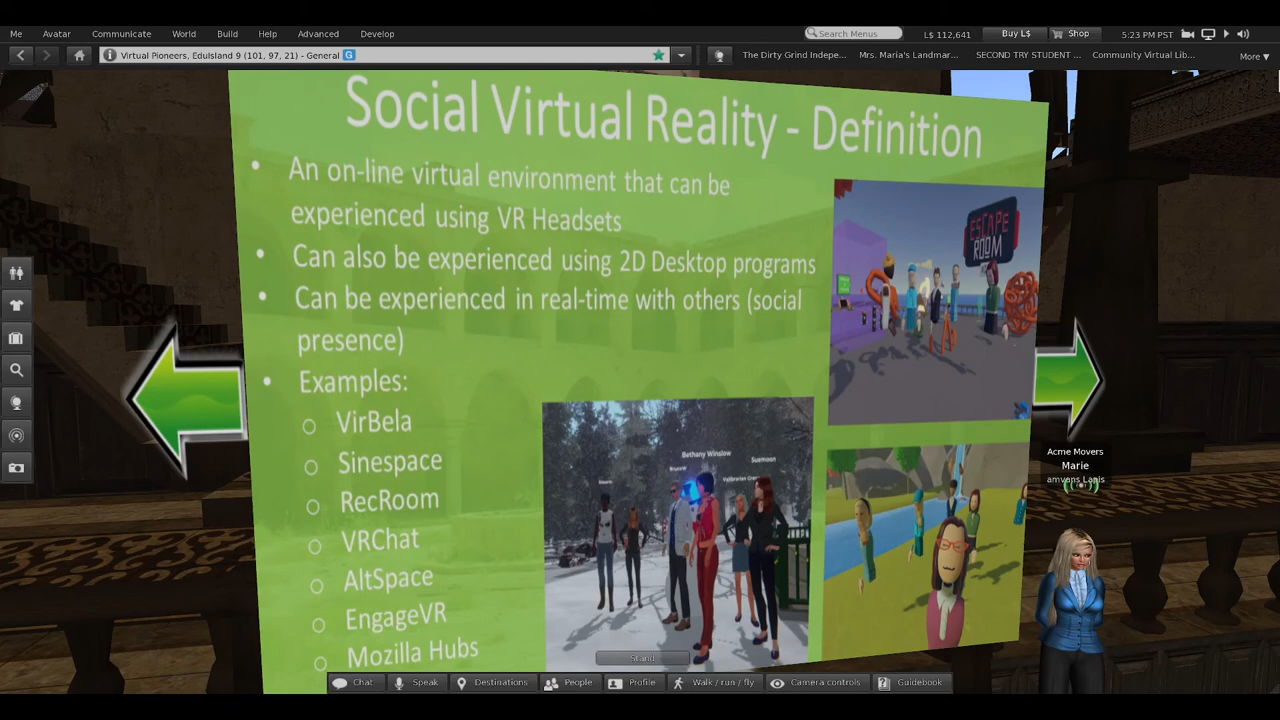 Me Avatar Communicate World Build Help Advanced Develop
Search Menus
L$ 112,641
Buy L$
Shop
5:23 PM PST
Virtual Pioneers, EduIsland 9 (101, 97, 21) - General G
The Dirty Grind Indepe... Mrs. Maria's Landmar... SECOND TRY STUDENT ... Community Virtual Lib... More
Social Virtual Reality - Definition
• An on-line virtual environment that can be
experienced using VR Headsets
• Can also be experienced using 2D Desktop programs
• Can be experienced in real-time with others (social
presence)
• Examples:
o VirBela
o Sinespace
o RecRoom
o VRChat
o AltSpace
o EngageVR
o Mozilla Hubs
ESCAPE
ROOM
Bethany Winslow
Suemoon
Acme Movers
Marie
amvans Lapis
Stand
Chat Speak Destinations People Profile Walk / run / fly Camera controls Guidebook